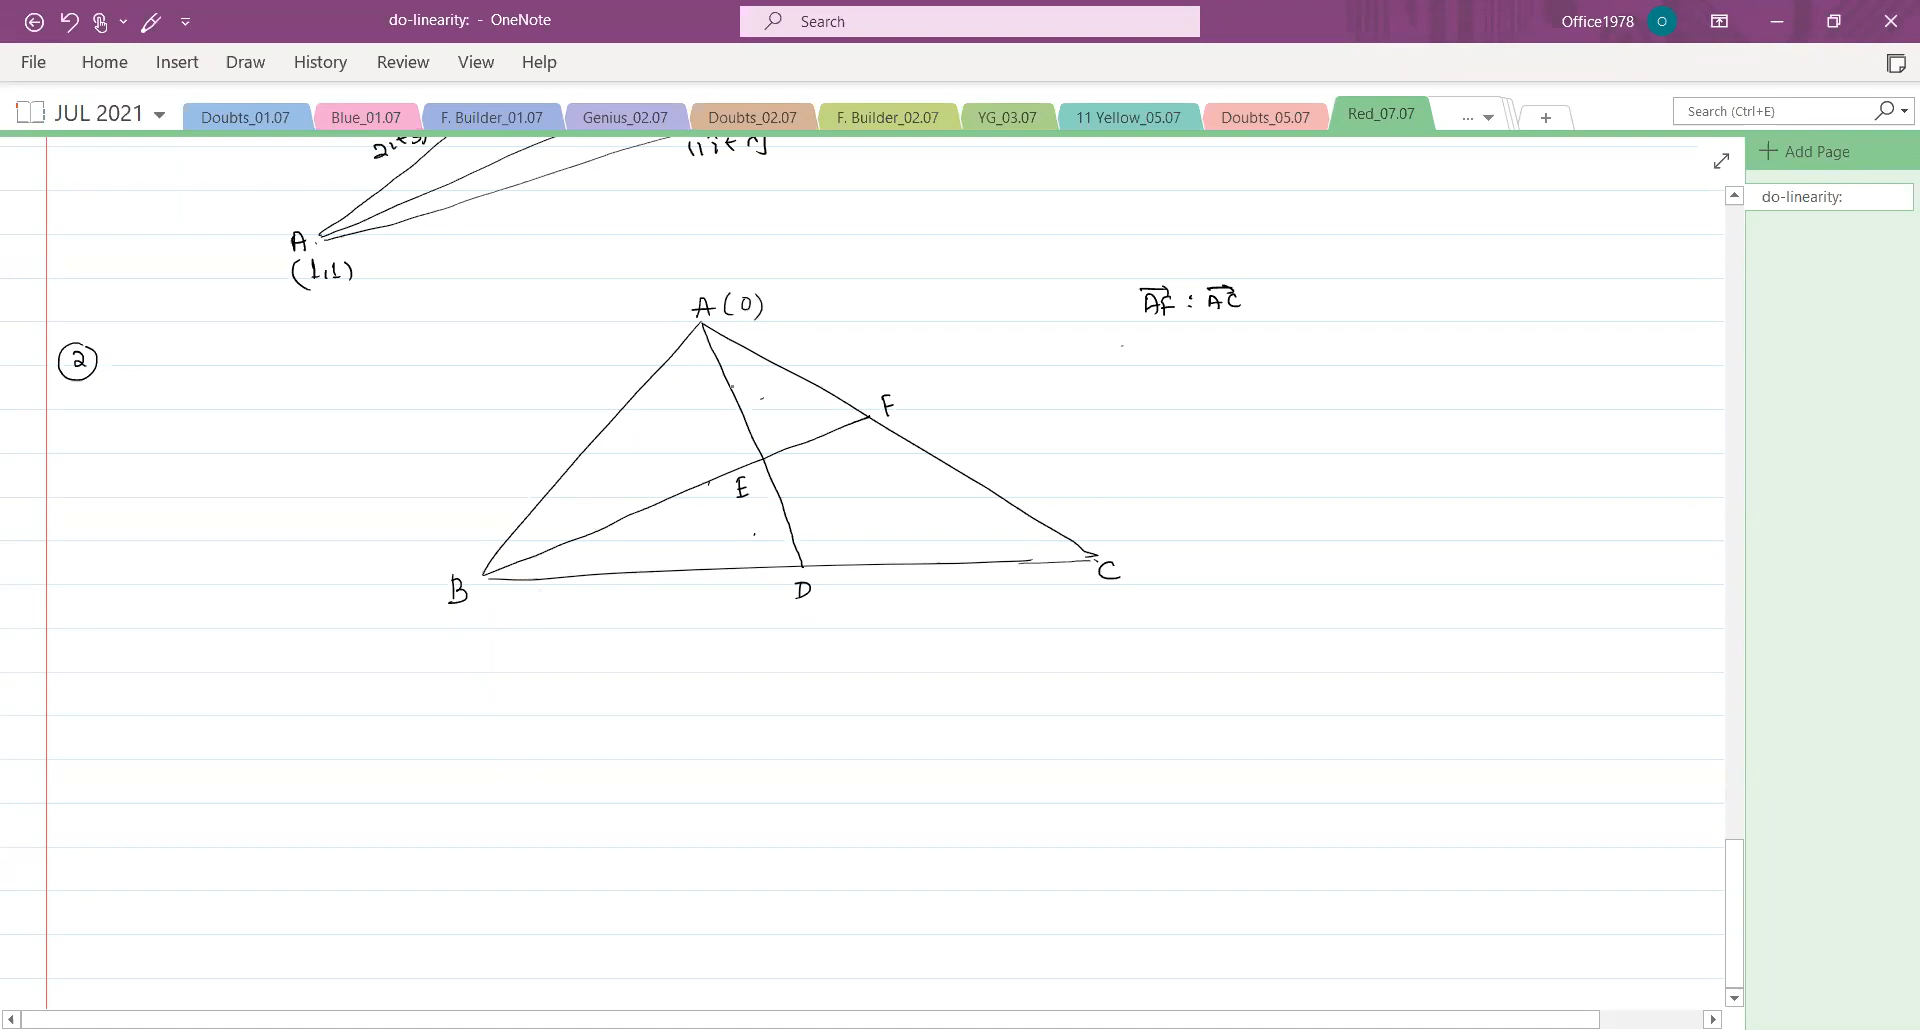 do-linearity: - OneNote
Search
Office1978
O
File Home Insert Draw History Review View Help
JUL 2021
Doubts_01.07 Blue_01.07 F. Builder_01.07 Genius_02.07 Doubts_02.07 F. Builder_02.07 YG_03.07 11 Yellow_05.07 Doubts_05.07 Red_07.07 ... +
Search (Ctrl+E)
Add Page
do-linearity:
A
(1,1)
A(0)
AF : AC
2
F
E
B
D
C